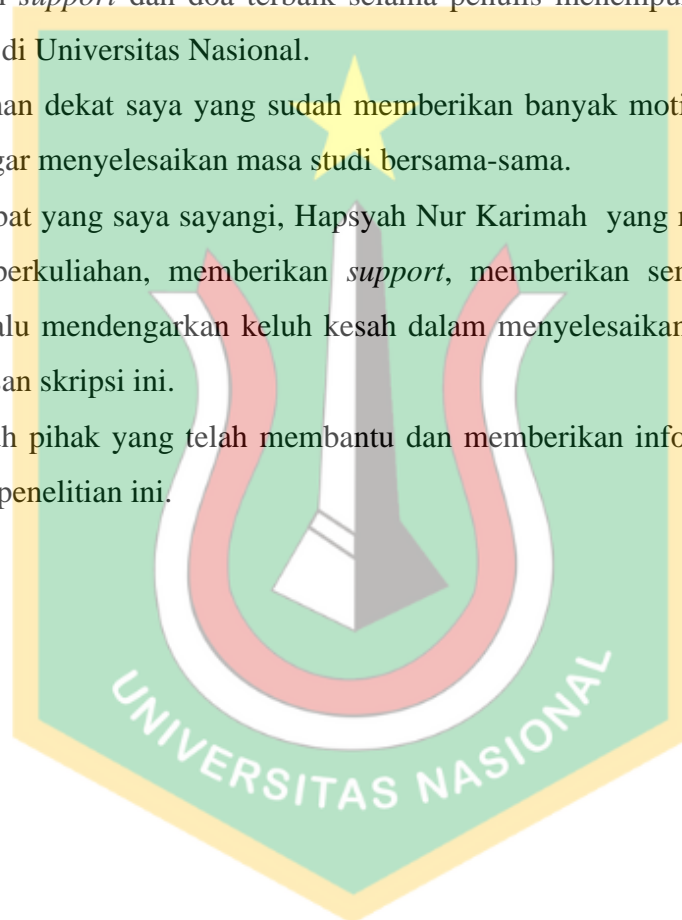 support dan doa terbaik selama penulis menempu
di Universitas Nasional.
an dekat saya yang sudah memberikan banyak moti
gar menyelesaikan masa studi bersama-sama.
bat yang saya sayangi, Hapsyah Nur Karimah yang
perkuliahan, memberikan support, memberikan se
alu mendengarkan keluh kesah dalam menyelesaikan
an skripsi ini.
h pihak yang telah membantu dan memberikan info
penelitian ini.
UNIVERSITAS NASIONAL